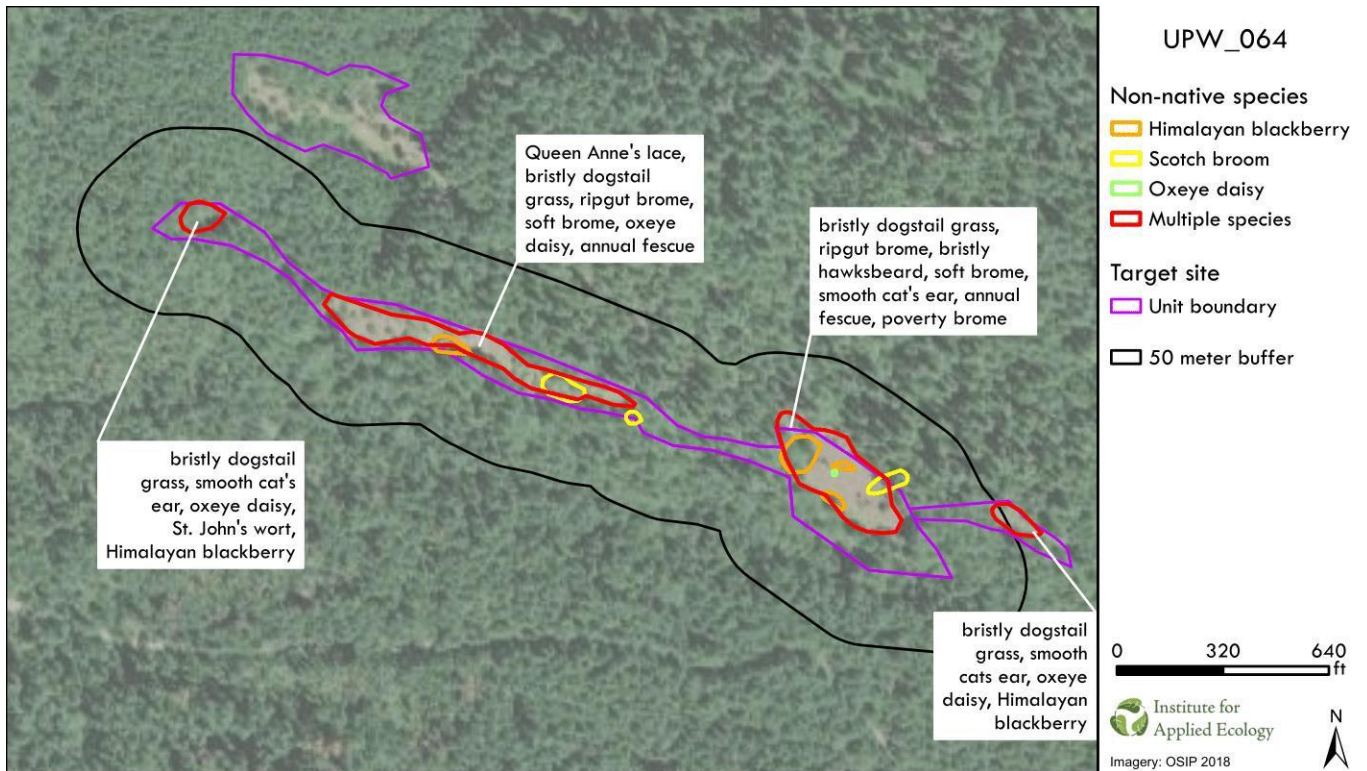 Queen Anne's lace,
bristly dogstail
grass, ripgut brome,
soft brome, oxeye
daisy, annual fescue
bristly dogstail grass,
ripgut brome, bristly
hawksbeard, soft brome,
smooth cat's ear, annual
fescue, poverty brome
bristly dogstail
grass, smooth cat's
ear, oxeye daisy,
St. John's wort,
Himalayan blackberry
bristly dogstail
grass, smooth
cats ear, oxeye
daisy, Himalayan
blackberry
UPW_064
Non-native species
Himalayan blackberry
Scotch broom
Oxeye daisy
Multiple species
Target site
Unit boundary
50 meter buffer
0 320 640
ft
Institute for
Applied Ecology
N
Imagery: OSIP 2018